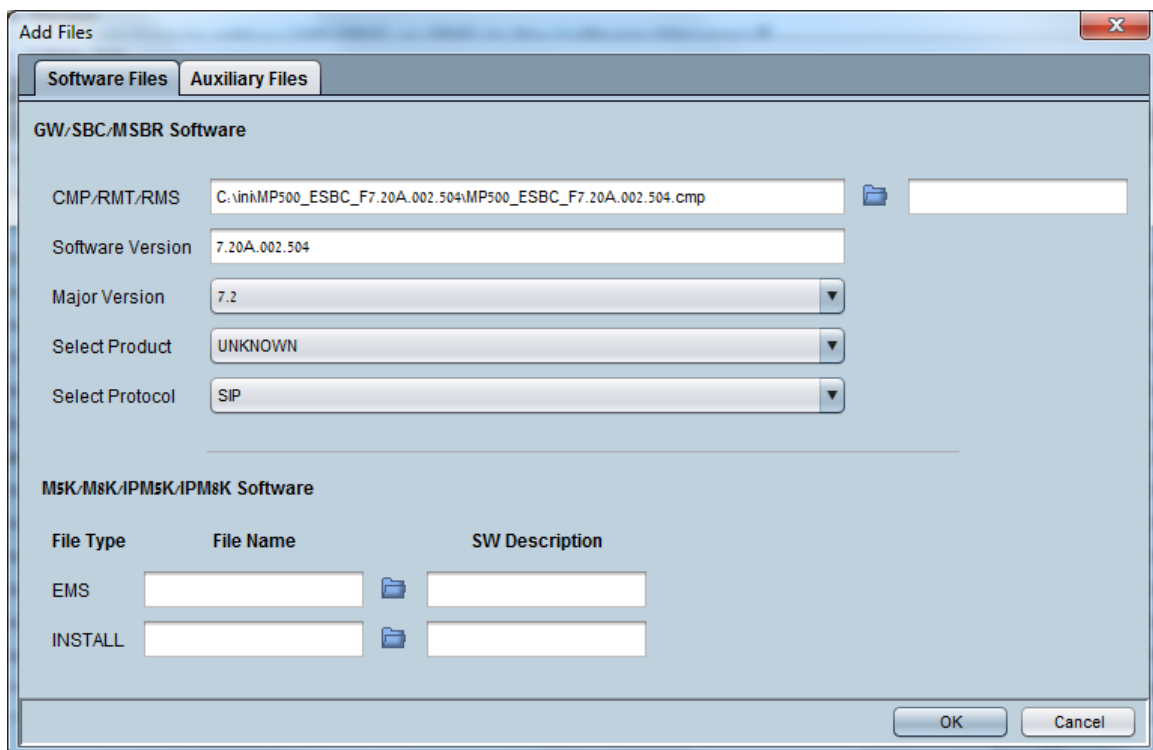 Add Files
Software Files Auxiliary Files
GW/SBC/MSBR Software
CMP/RMT/RMS C:\ini\MP500_ESBC_F7.20A.002.504\MP500_ESBC_F7.20A.002.504.cmp
Software Version 7.20A.002.504
Major Version 7.2
Select Product UNKNOWN
Select Protocol SIP
M5K/M8K/IPM5K/IPM8K Software
File Type File Name SW Description
EMS
INSTALL
OK Cancel